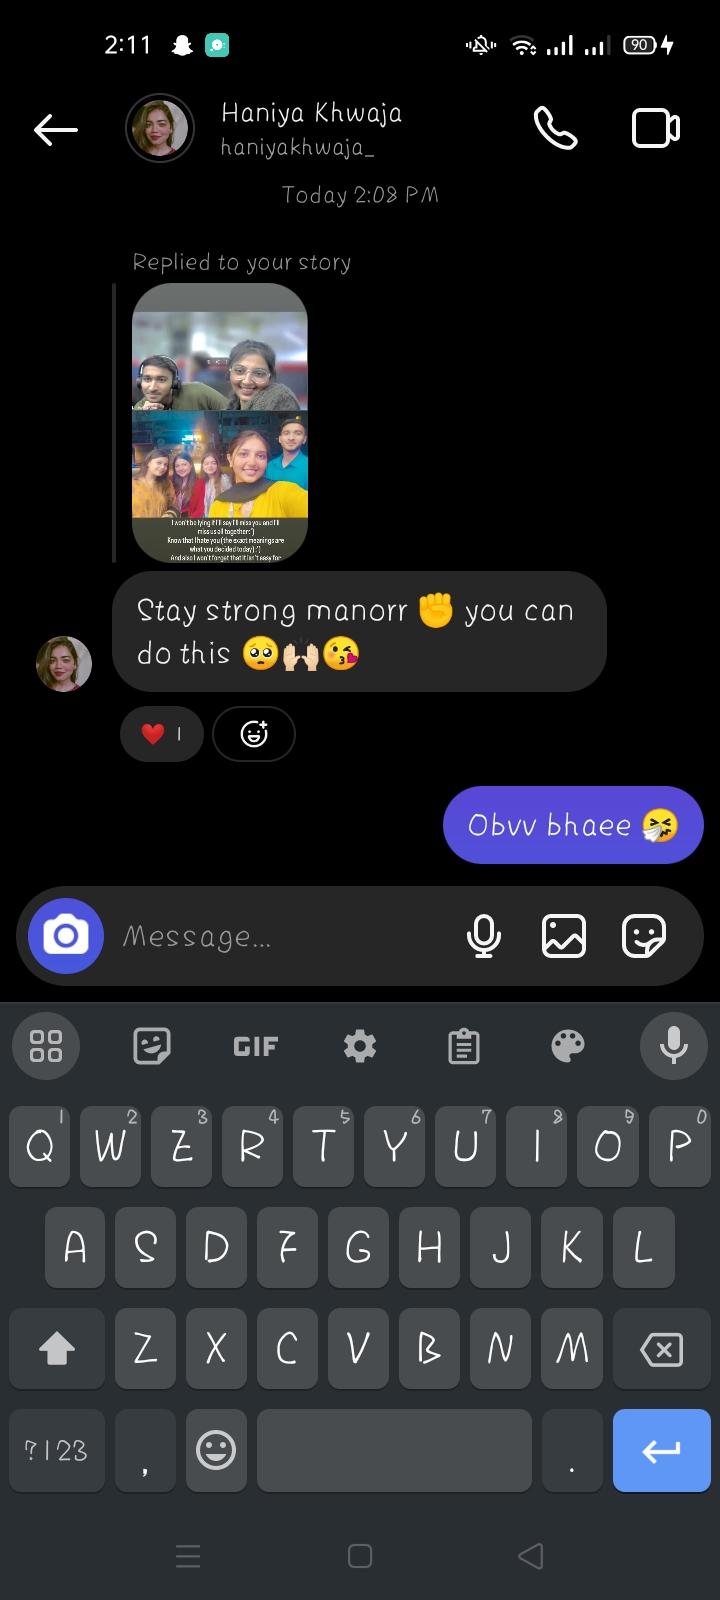 2:11
90
Haniya Khwaja
haniyakhwaja_
Today 2:08 PM
Replied to your story
I won't be lying if I'll say I'll miss you and I'll
miss us all together:')
Know that I hate you (the exact meanings are
what you decided today) :')
And also I won't forget that it isn't easy for
Stay strong manorr ✊ you can
do this 🥺🙌🏻😘
❤️ 1
Obvv bhaee 🤧
Message...
GIF
1 2 3 4 5 6 7 8 9 0
Q W E R T Y U I O P
A S D F G H J K L
Z X C V B N M
?123 , .